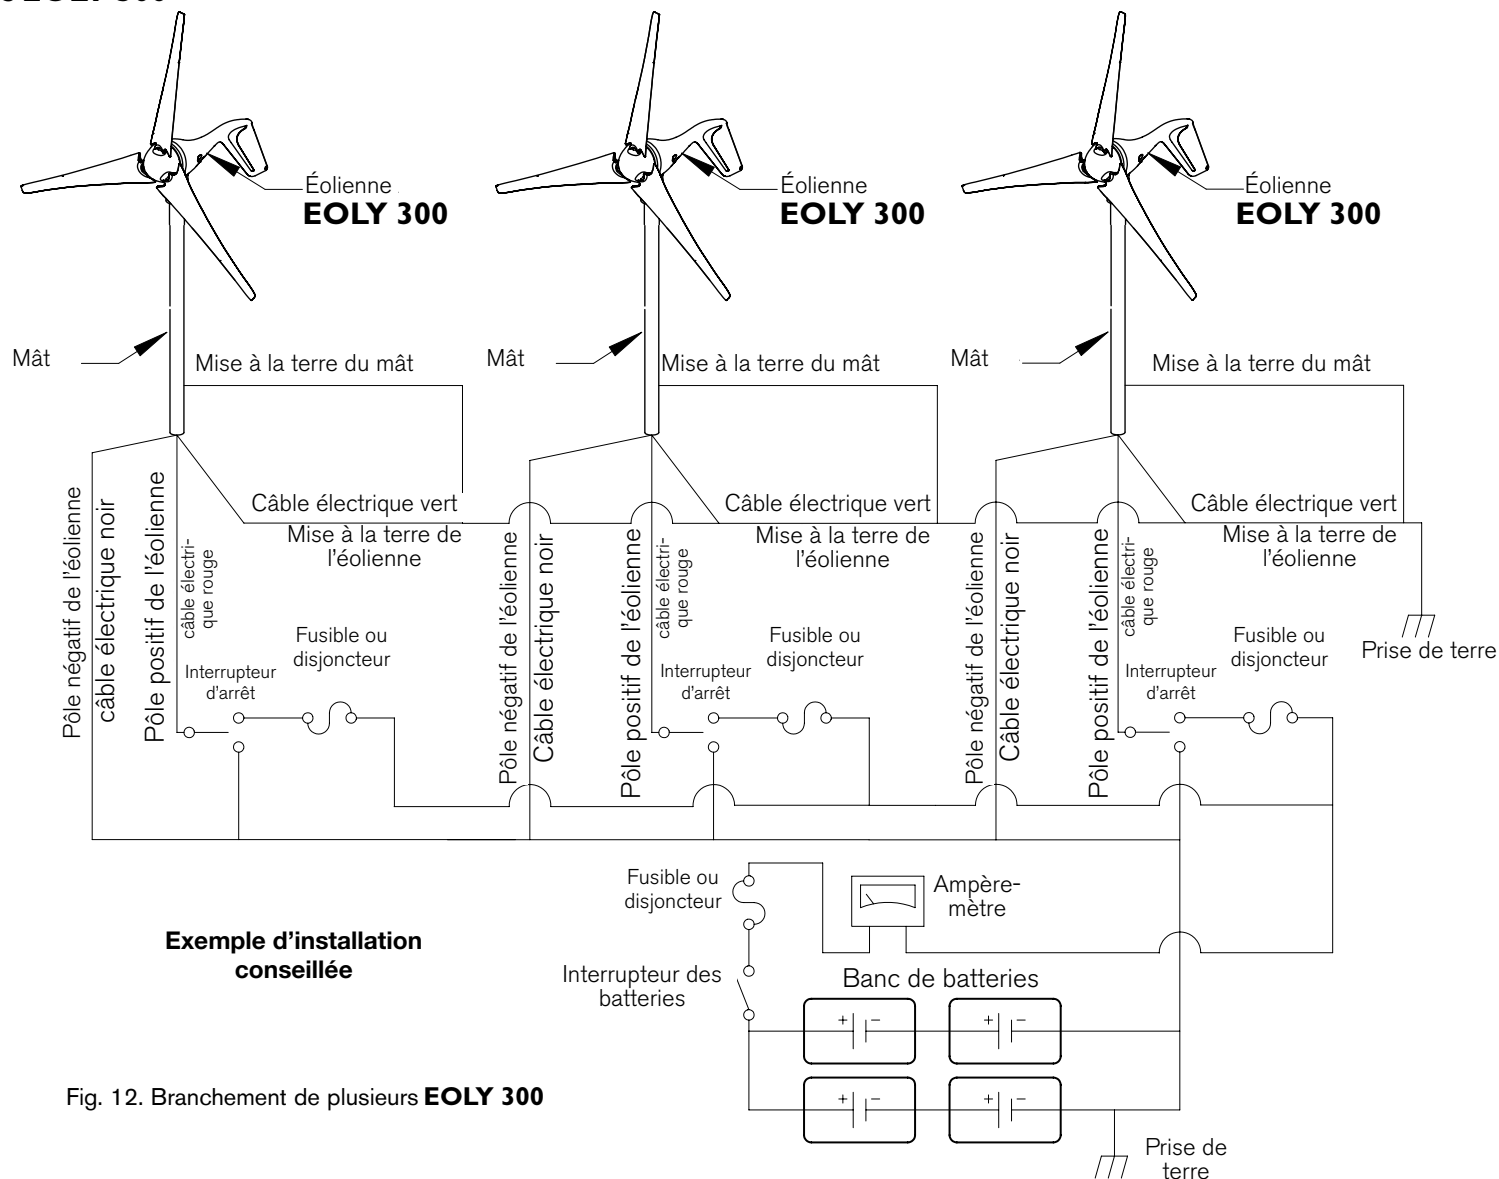 Éolienne
EOLY 300
Éolienne
EOLY 300
Éolienne
EOLY 300
Mât
Mise à la terre du mât
Mât
Mise à la terre du mât
Mât
Mise à la terre du mât
Pôle négatif de l'éolienne
câble électrique noir
Pôle positif de l'éolienne
câble électri-
que rouge
Câble électrique vert
Mise à la terre de
l'éolienne
Interrupteur
d'arrêt
Fusible ou
disjoncteur
Pôle négatif de l'éolienne
Câble électrique noir
Pôle positif de l'éolienne
câble électri-
que rouge
Câble électrique vert
Mise à la terre de
l'éolienne
Interrupteur
d'arrêt
Fusible ou
disjoncteur
Pôle négatif de l'éolienne
Câble électrique noir
Pôle positif de l'éolienne
câble électri-
que rouge
Câble électrique vert
Mise à la terre de
l'éolienne
Interrupteur
d'arrêt
Fusible ou
disjoncteur
Prise de terre
Fusible ou
disjoncteur
Ampère-
mètre
Exemple d'installation
conseillée
Interrupteur des
batteries
Banc de batteries
+ − + −
+ − + −
Fig. 12. Branchement de plusieurs EOLY 300
Prise de
terre